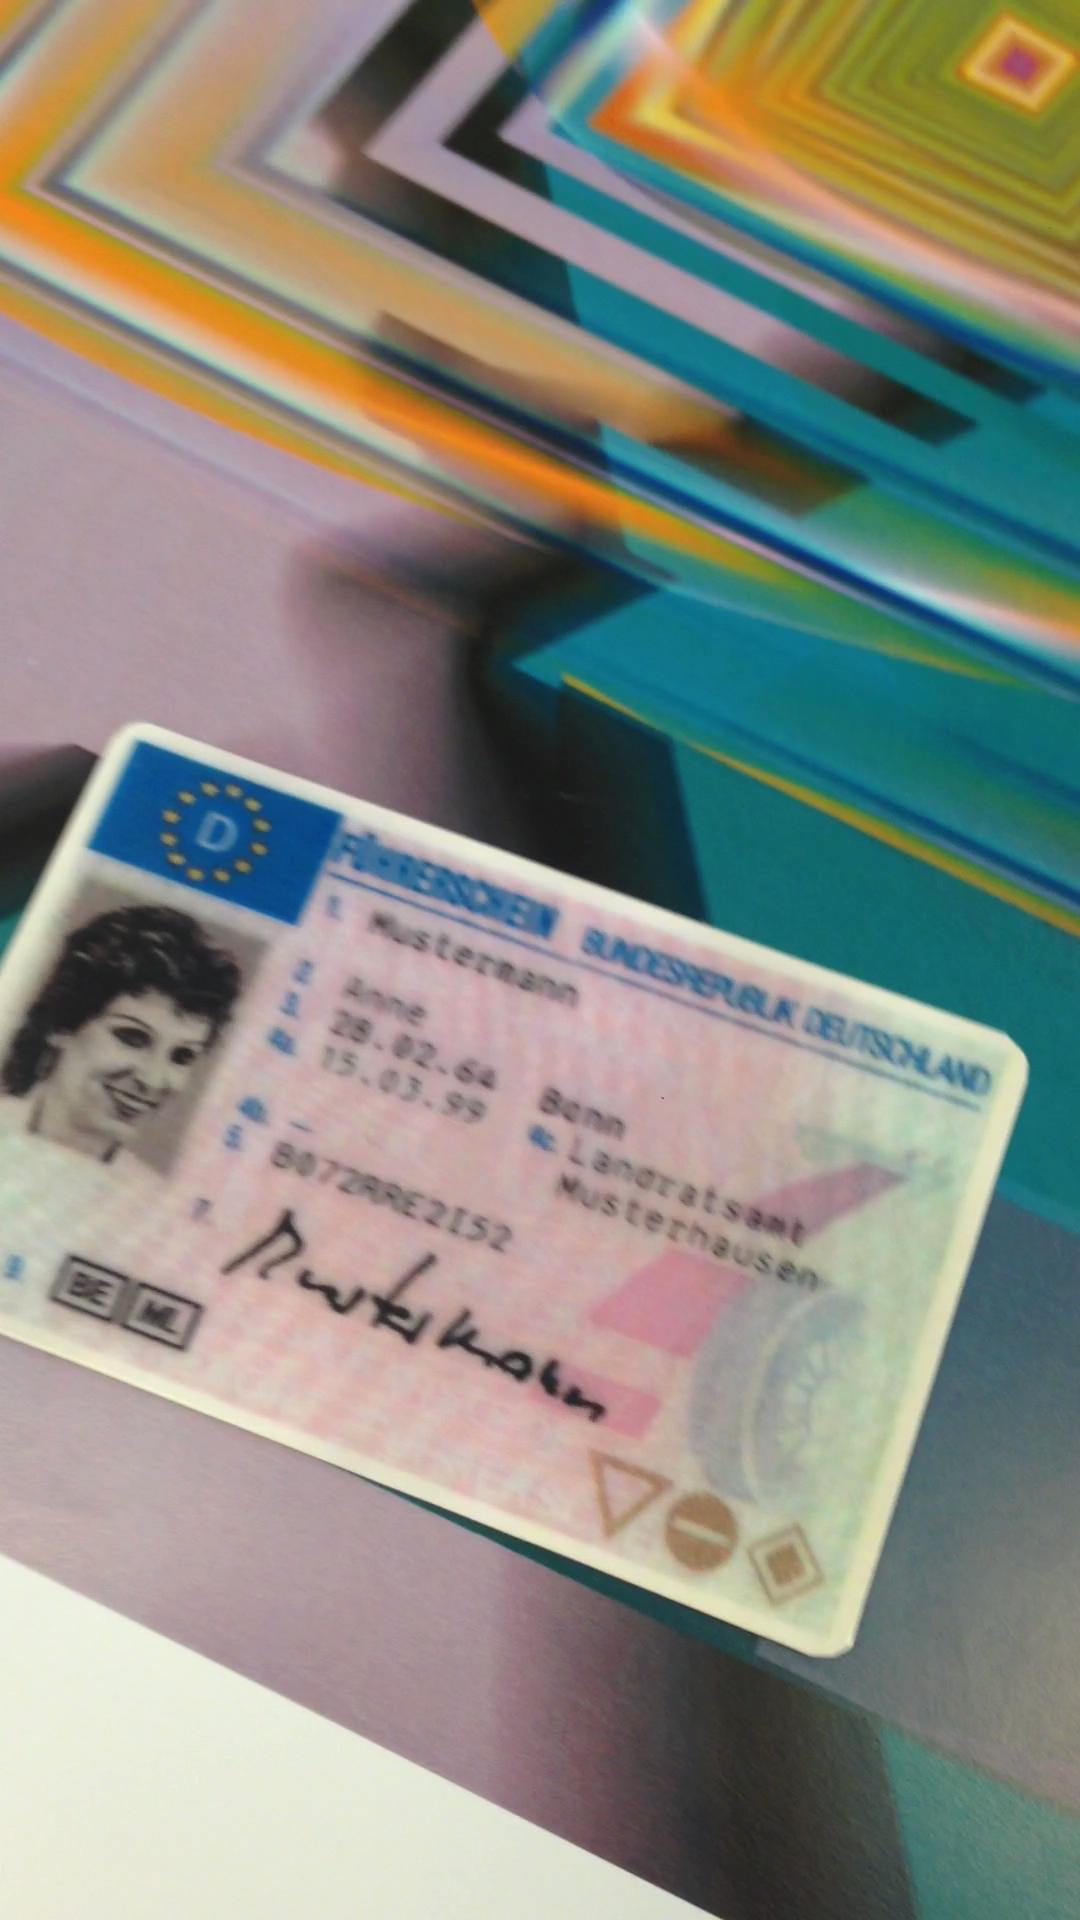 D
FÜHRERSCHEIN BUNDESREPUBLIK DEUTSCHLAND
1. Mustermann
2. Anne
3. 28.02.64 Bonn
4a. 15.03.99 4c. Landratsamt
Musterhausen
4b. –
5. B072RRE2I52
7. Mustermann
9. BE ML